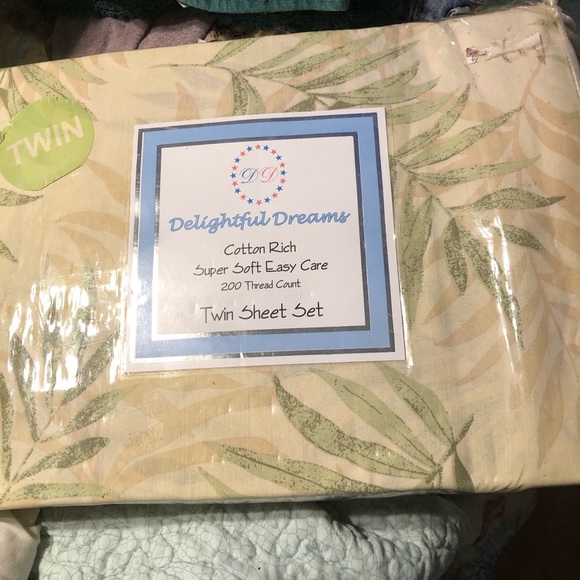 TWIN
DD
Delightful Dreams
Cotton Rich
Super Soft Easy Care
200 Thread Count
Twin Sheet Set